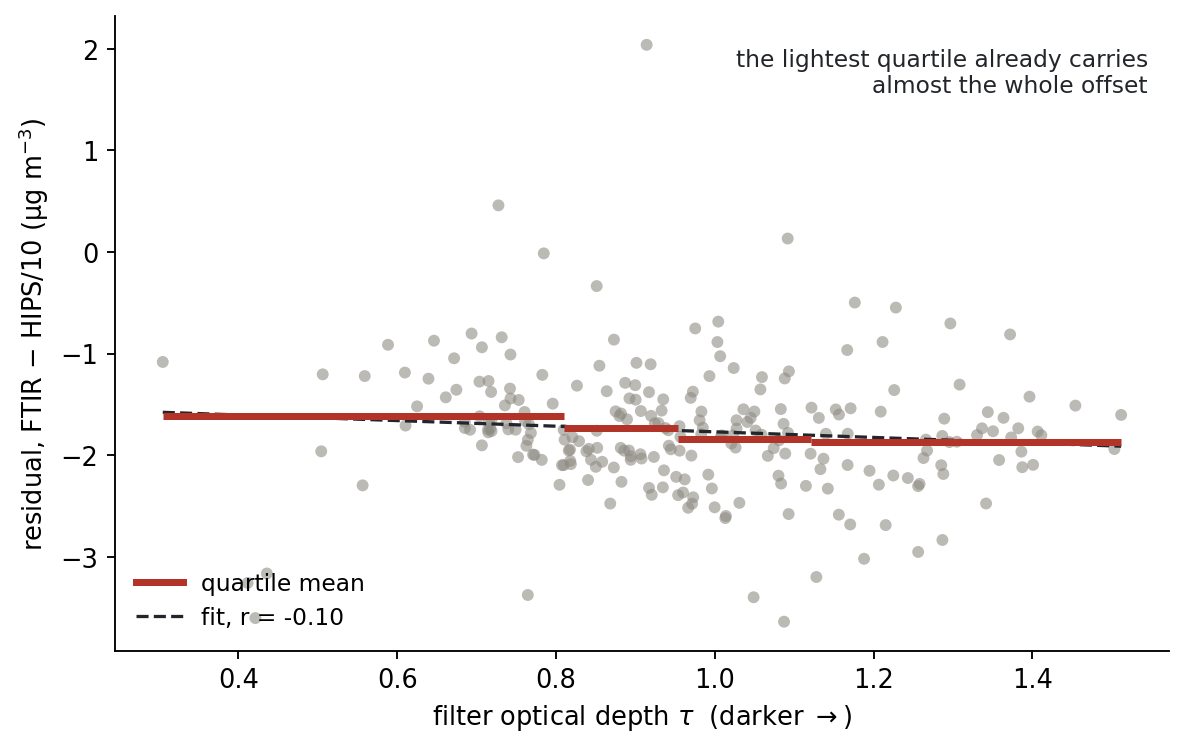 the lightest quartile already carries
almost the whole offset
residual, FTIR − HIPS/10 (µg m⁻³)
2
1
0
−1
−2
−3
quartile mean
fit, r = -0.10
0.4 0.6 0.8 1.0 1.2 1.4
filter optical depth τ (darker →)